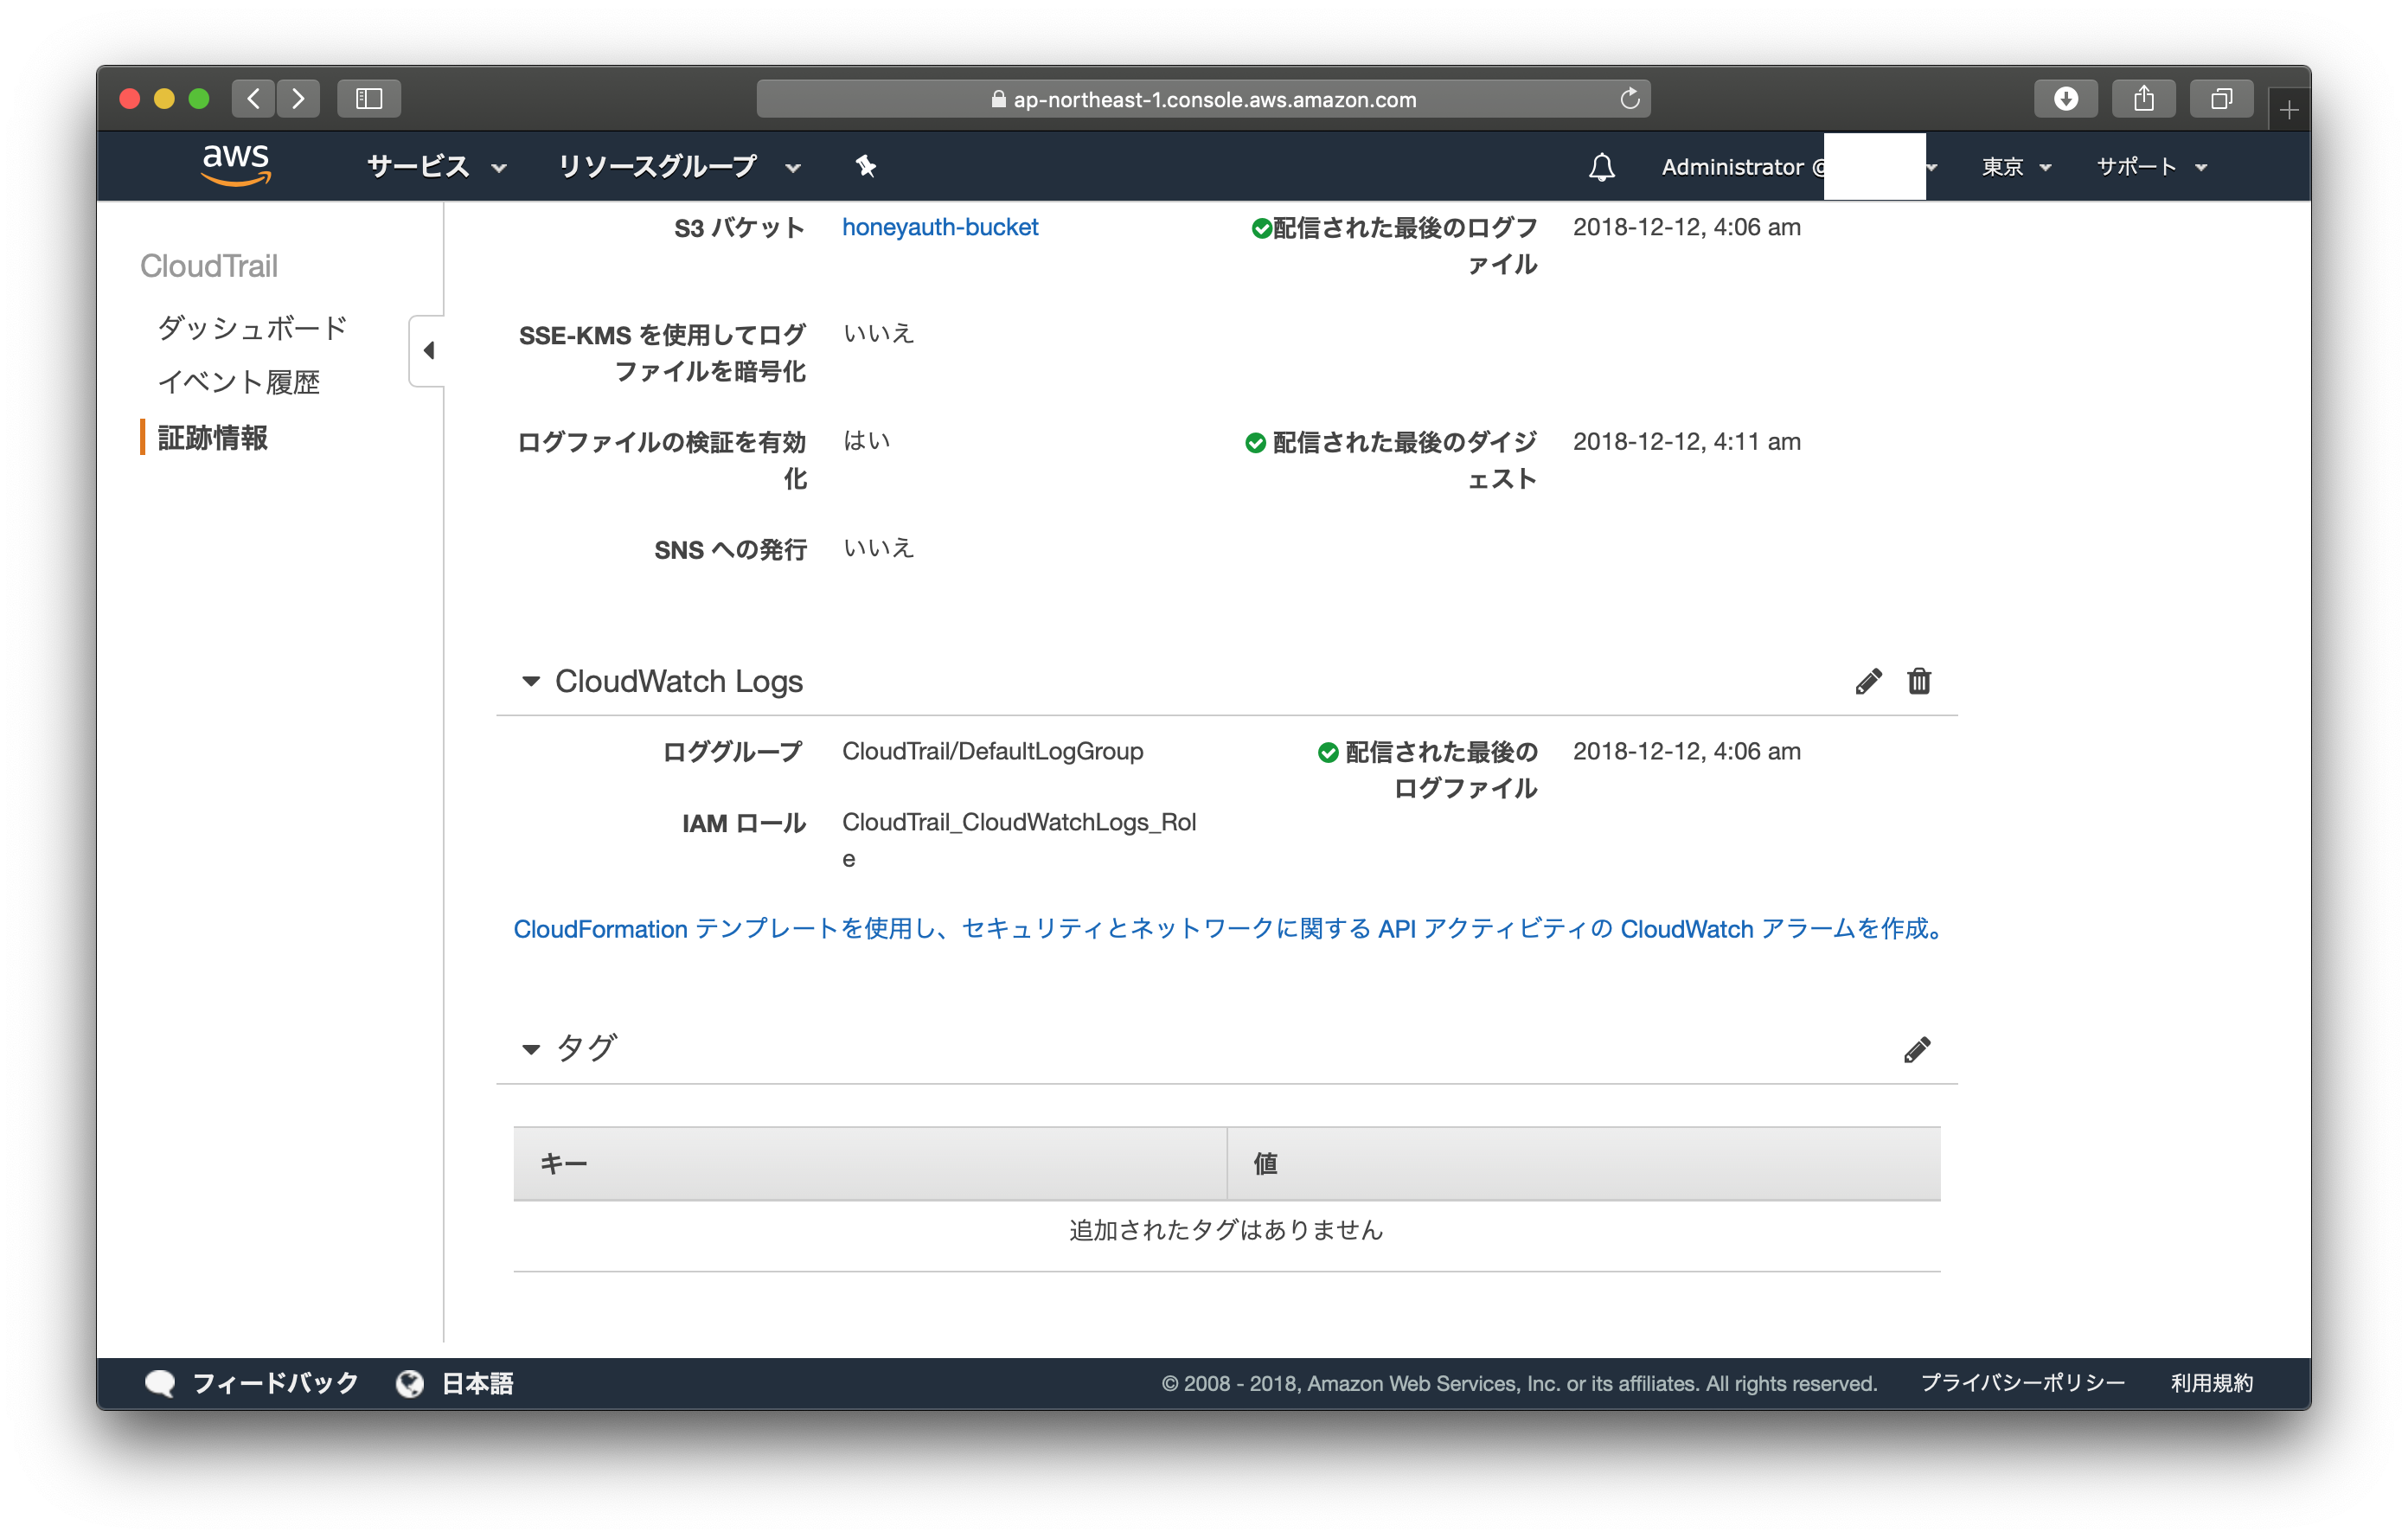 ap-northeast-1.console.aws.amazon.com
aws サービス リソースグループ Administrator @ 東京 サポート
CloudTrail
ダッシュボード
イベント履歴
証跡情報
S3 バケット honeyauth-bucket 配信された最後のログフ 2018-12-12, 4:06 am
ァイル
SSE-KMS を使用してログ いいえ
ファイルを暗号化
ログファイルの検証を有効 はい 配信された最後のダイジ 2018-12-12, 4:11 am
化 ェスト
SNS への発行 いいえ
CloudWatch Logs
ロググループ CloudTrail/DefaultLogGroup 配信された最後の 2018-12-12, 4:06 am
ログファイル
IAM ロール CloudTrail_CloudWatchLogs_Rol
e
CloudFormation テンプレートを使用し、セキュリティとネットワークに関する API アクティビティの CloudWatch アラームを作成。
タグ
キー 値
追加されたタグはありません
フィードバック 日本語 © 2008 - 2018, Amazon Web Services, Inc. or its affiliates. All rights reserved. プライバシーポリシー 利用規約